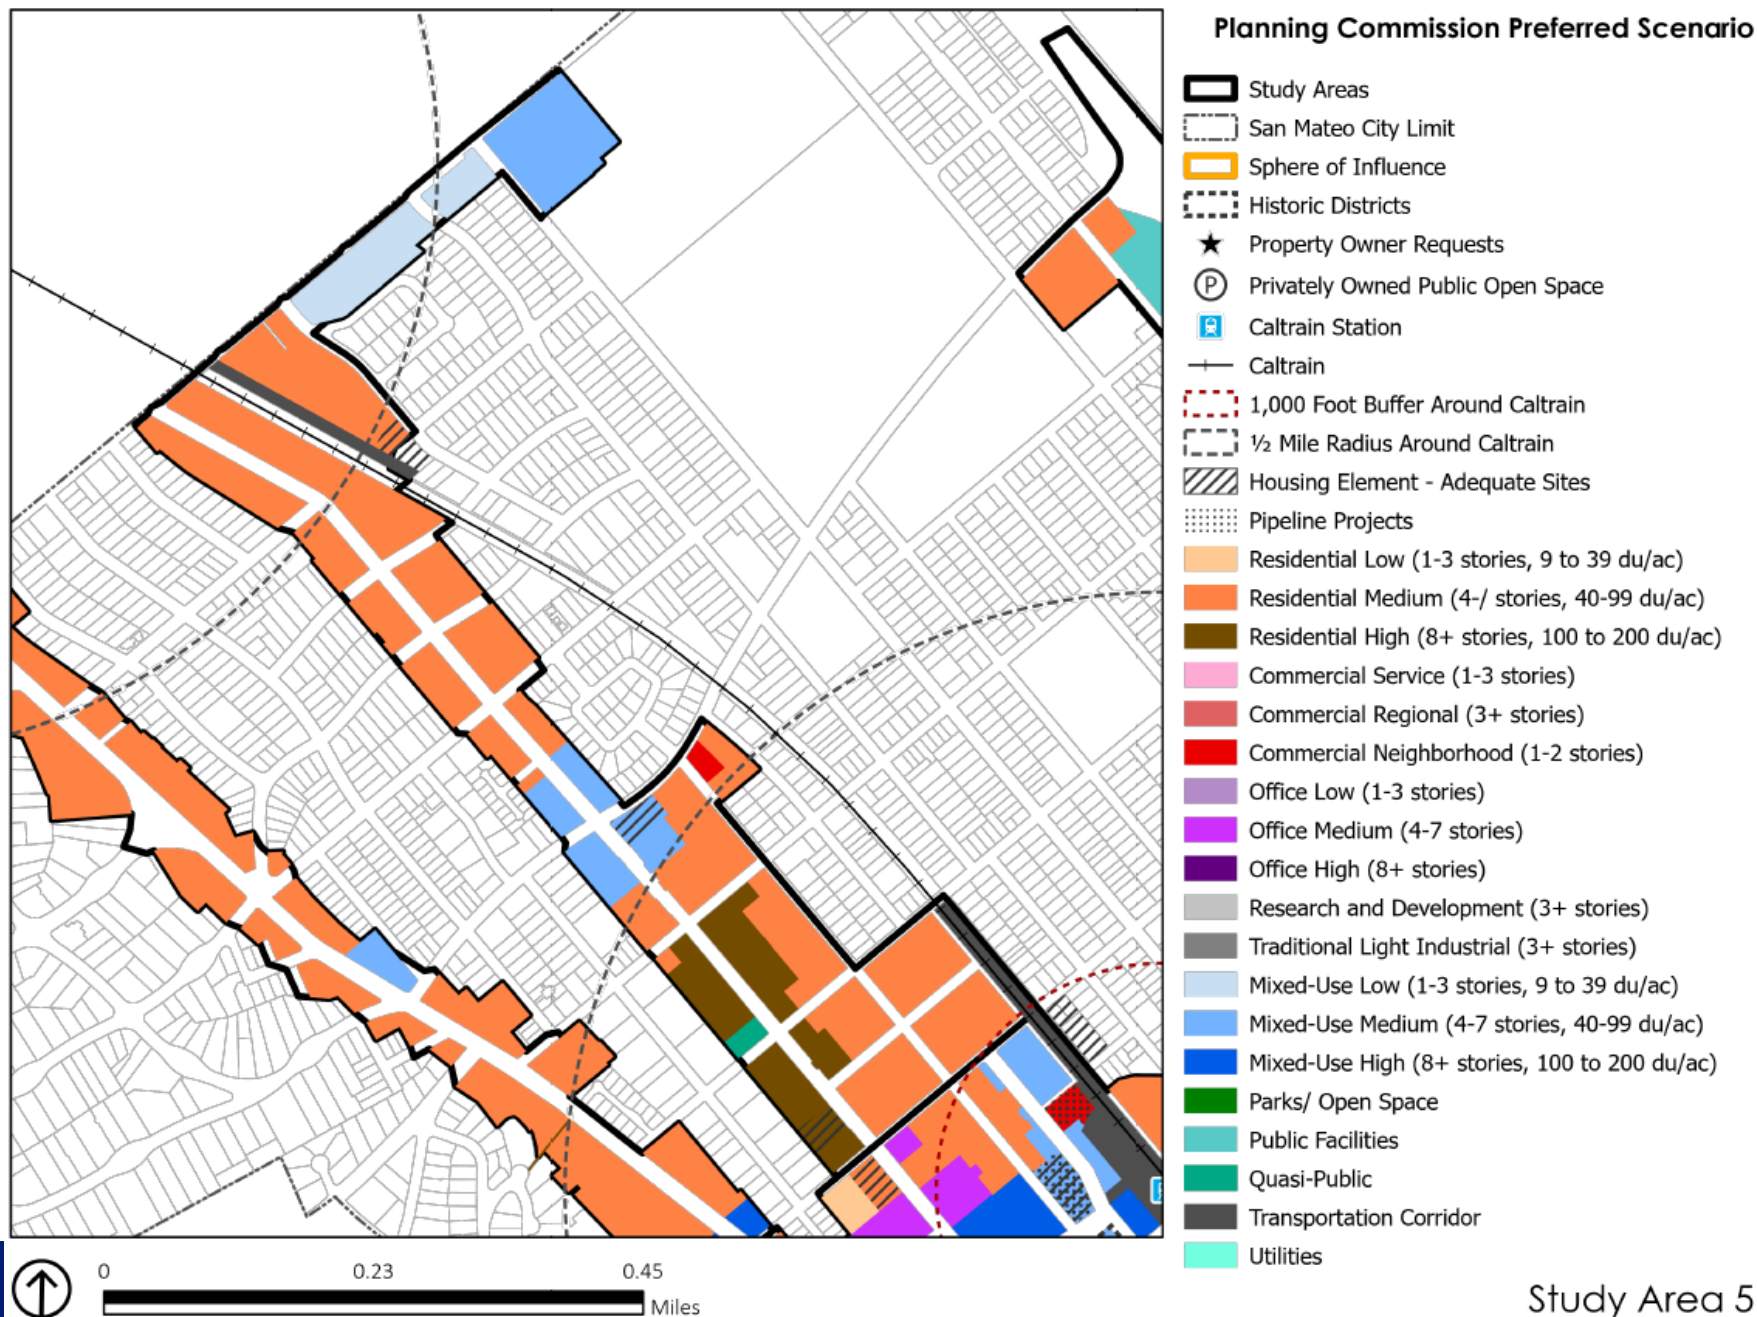 Planning Commission Preferred Scenario
Study Areas
San Mateo City Limit
Sphere of Influence
Historic Districts
Property Owner Requests
P Privately Owned Public Open Space
Caltrain Station
Caltrain
1,000 Foot Buffer Around Caltrain
½ Mile Radius Around Caltrain
Housing Element - Adequate Sites
Pipeline Projects
Residential Low (1-3 stories, 9 to 39 du/ac)
Residential Medium (4-/ stories, 40-99 du/ac)
Residential High (8+ stories, 100 to 200 du/ac)
Commercial Service (1-3 stories)
Commercial Regional (3+ stories)
Commercial Neighborhood (1-2 stories)
Office Low (1-3 stories)
Office Medium (4-7 stories)
Office High (8+ stories)
Research and Development (3+ stories)
Traditional Light Industrial (3+ stories)
Mixed-Use Low (1-3 stories, 9 to 39 du/ac)
Mixed-Use Medium (4-7 stories, 40-99 du/ac)
Mixed-Use High (8+ stories, 100 to 200 du/ac)
Parks/ Open Space
Public Facilities
Quasi-Public
Transportation Corridor
Utilities
0 0.23 0.45
Miles
Study Area 5